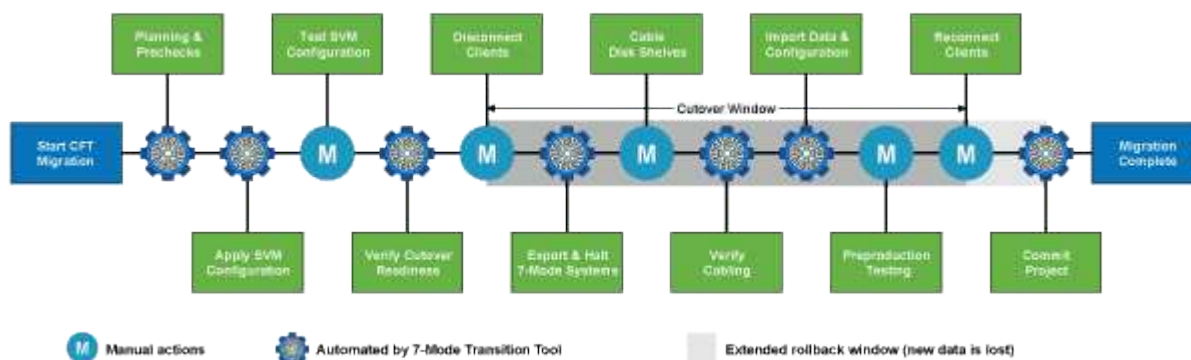 Planning &
Prechecks
Test SVM
Configuration
Disconnect
Clients
Cable
Disk Shelves
Import Data &
Configuration
Reconnect
Clients
Cutover Window
Start CFT
Migration
M
M
M
M
M
Migration
Complete
Apply SVM
Configuration
Verify Cutover
Readiness
Export & Halt
7-Mode Systems
Verify
Cabling
Preproduction
Testing
Commit
Project
M Manual actions
Automated by 7-Mode Transition Tool
Extended rollback window (new data is lost)